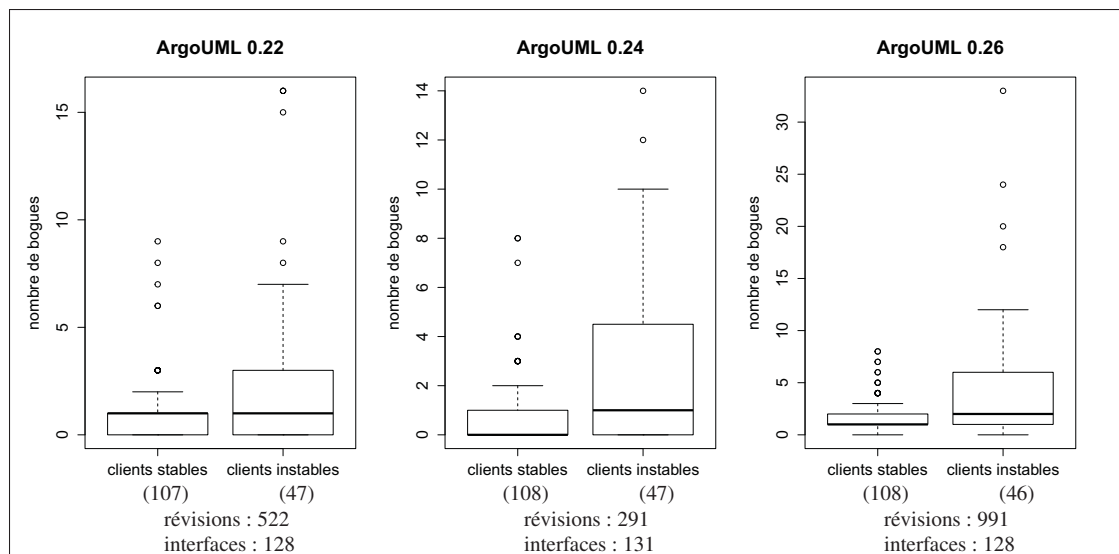 ArgoUML 0.22
nombre de bogues
0
5
10
15
clients stables
clients instables
(107)
(47)
révisions : 522
interfaces : 128
ArgoUML 0.24
nombre de bogues
0
2
4
6
8
10
12
14
clients stables
clients instables
(108)
(47)
révisions : 291
interfaces : 131
ArgoUML 0.26
nombre de bogues
0
5
10
15
20
25
30
clients stables
clients instables
(108)
(46)
révisions : 991
interfaces : 128